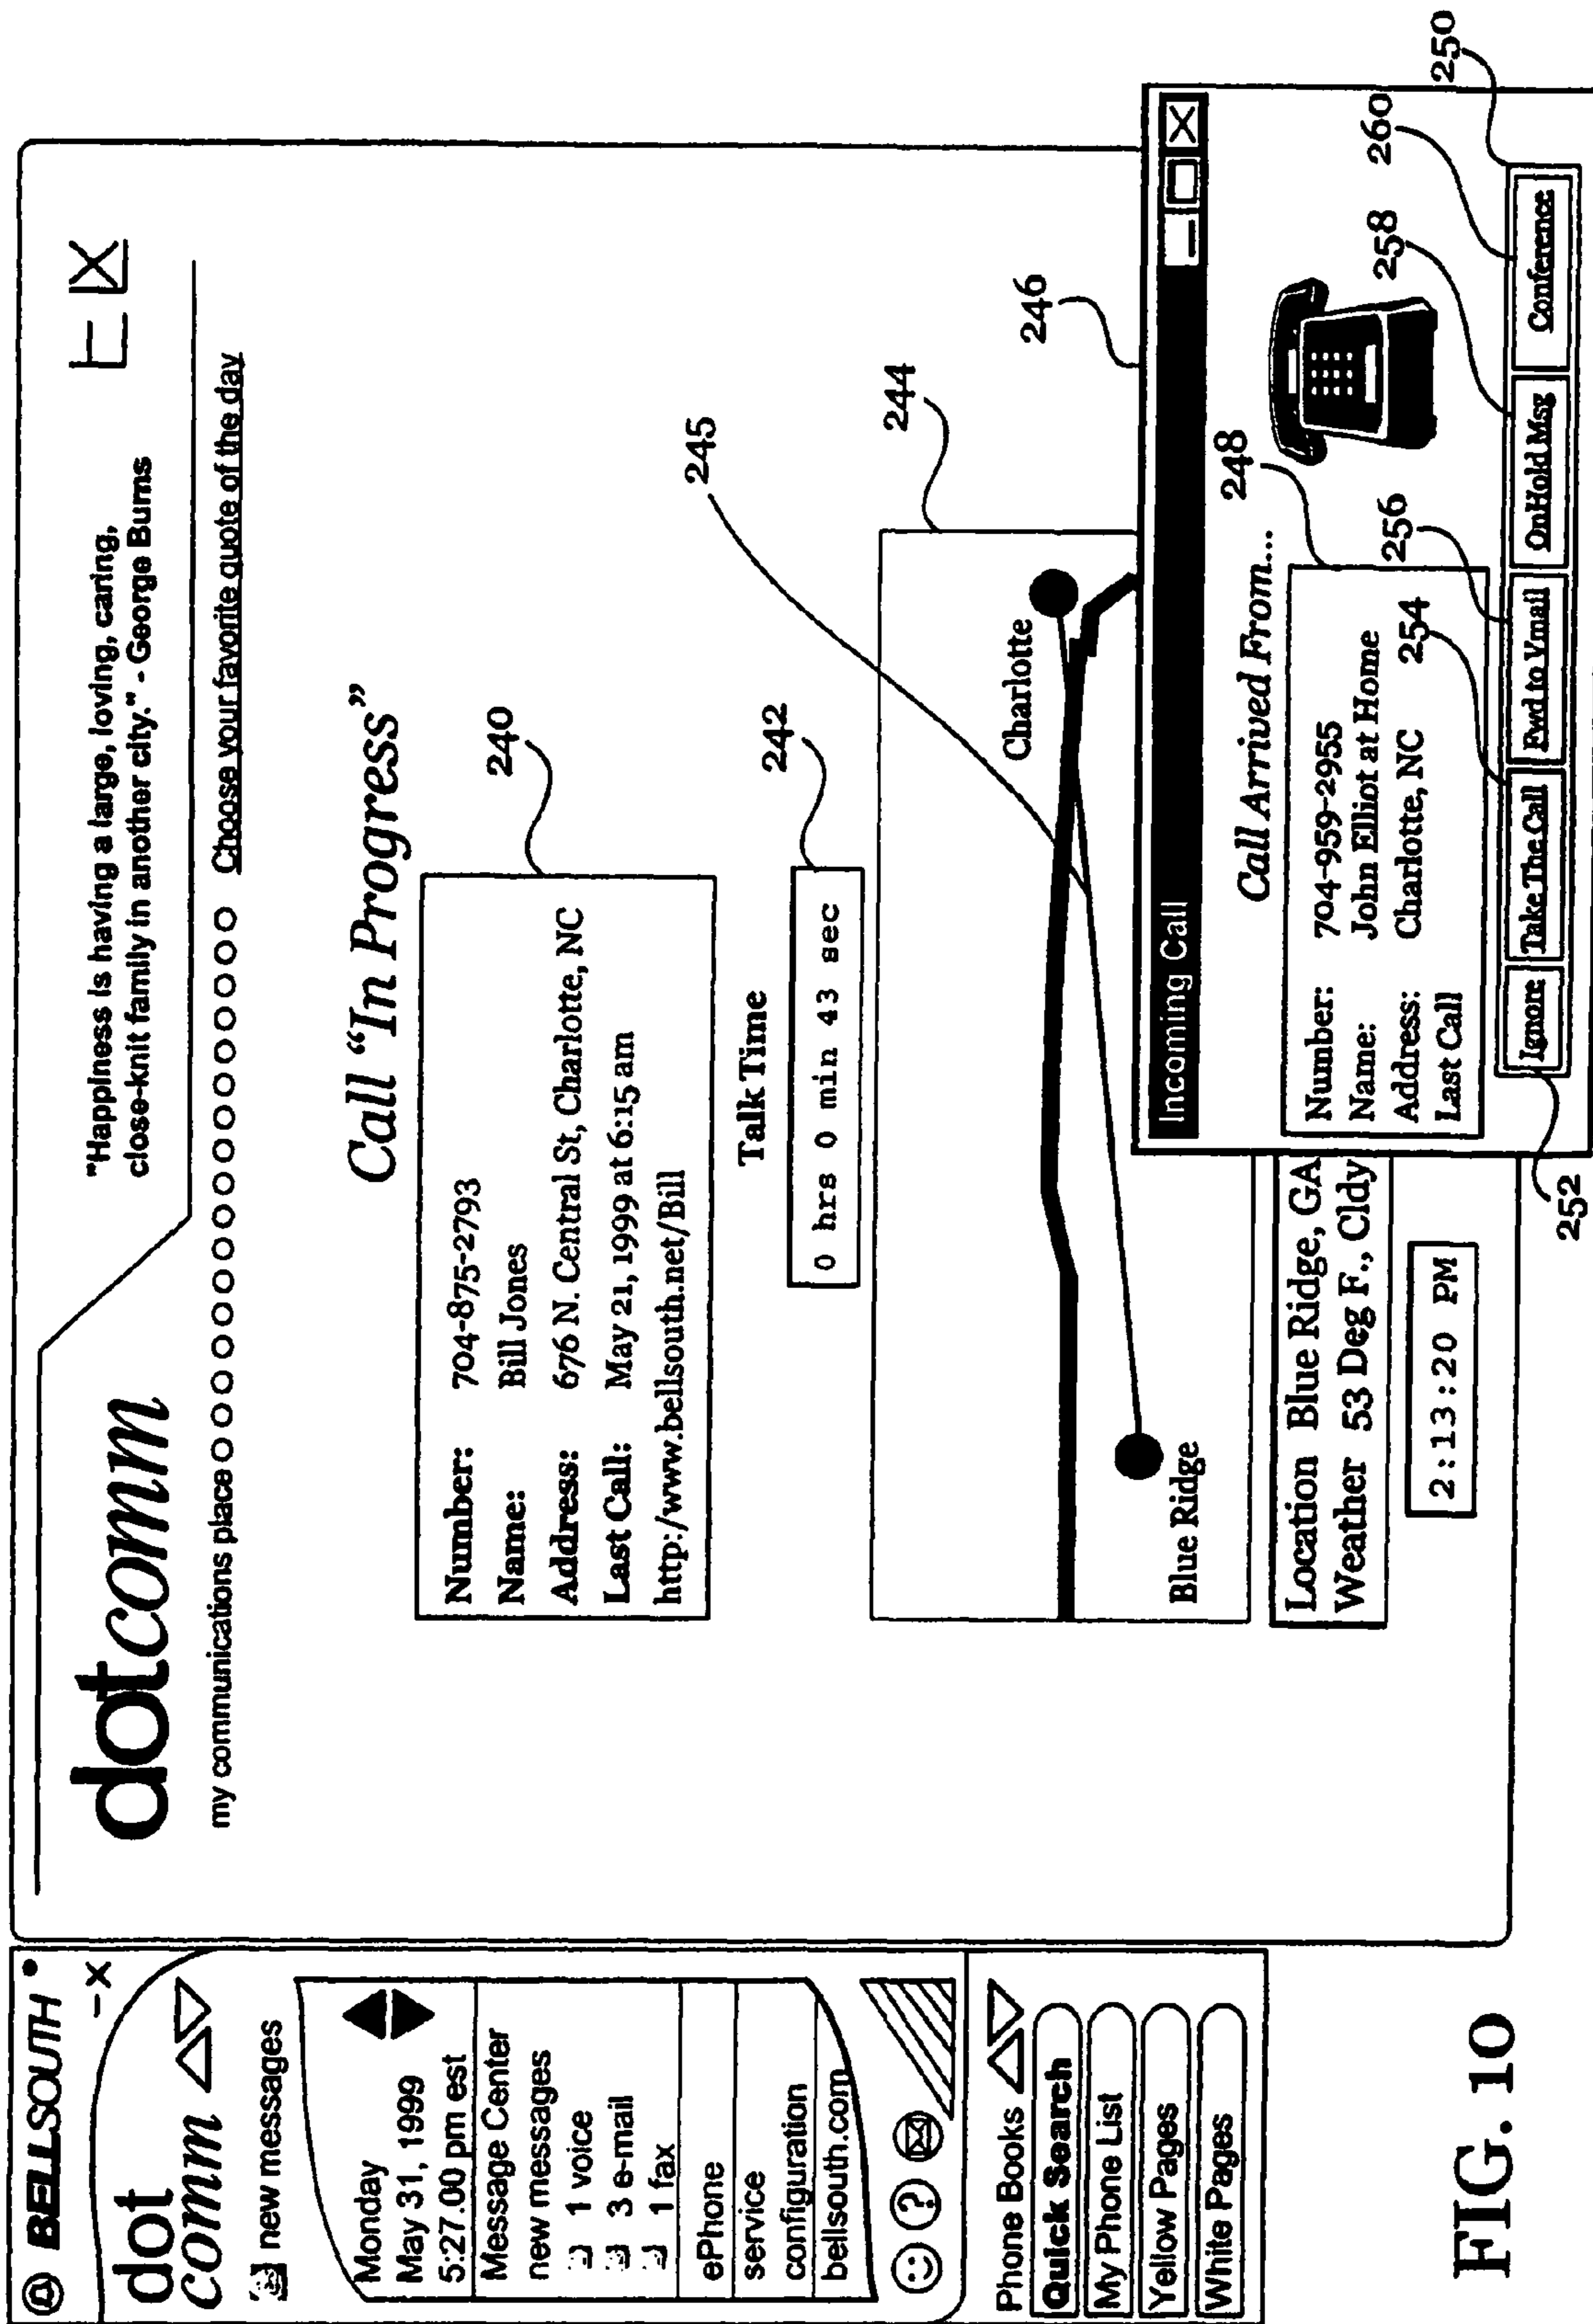 BELLSOUTH
-X
dot
comm
new messages
Monday
May 31, 1999
5:27.00 pm est
Message Center
new messages
1 voice
3 e-mail
1 fax
ePhone
service
configuration
bellsouth.com
?
Phone Books
Quick Search
My Phone List
Yellow Pages
White Pages
dotcomm
"Happiness is having a large, loving, caring,
close-knit family in another city." - George Burns
my communications place
Choose your favorite quote of the day
Call “In Progress”
240
Number: 704-875-2793
Name: Bill Jones
Address: 676 N. Central St, Charlotte, NC
Last Call: May 21, 1999 at 6:15 am
http:/www.bellsouth.net/Bill
Talk Time
242
0 hrs 0 min 43 sec
245
244
Charlotte
Blue Ridge
246
Location Blue Ridge, GA
Weather 53 Deg F., Cldy
2:13:20 PM
Incoming Call
Call Arrived From...
248
Number: 704-959-2955
Name: John Elliot at Home
Address: Charlotte, NC
Last Call
254
256
258
260
250
Ignore
Take The Call
Fwd to Vmail
OnHold Msg
Conference
252
FIG. 10